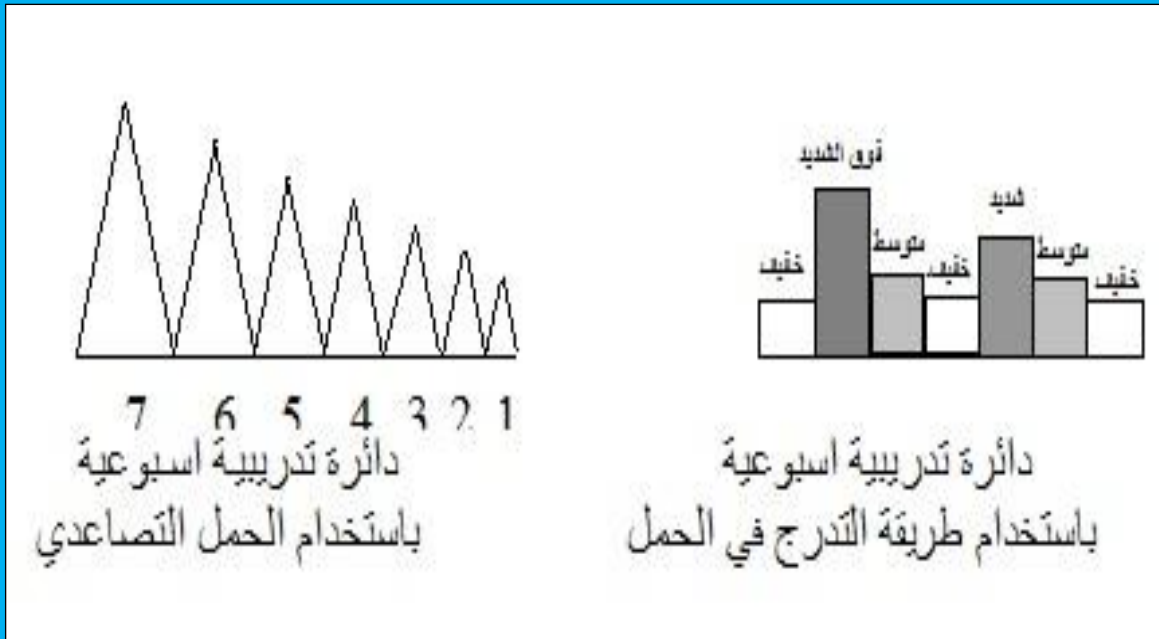 فوق الشديد
شديد
متوسط
متوسط
خفيف
خفيف
خفيف
دائرة تدريبية اسبوعية
باستخدام طريقة التدرج في الحمل
7 6 5 4 3 2 1
دائرة تدريبية اسبوعية
باستخدام الحمل التصاعدي